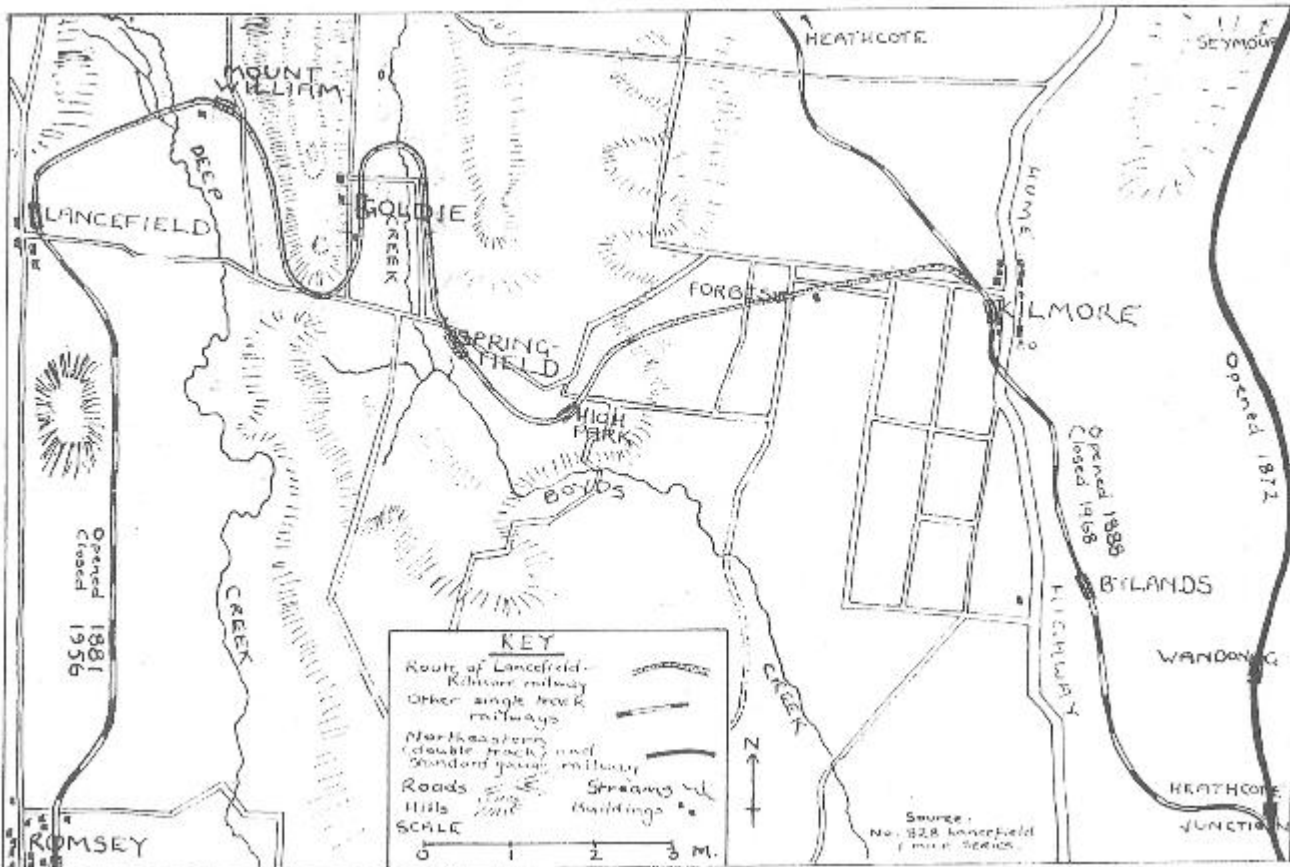 HEATHCOTE
SEYMOUR
MOUNT
WILLIAM
DEEP
LANCEFIELD
GOLDIE
CREEK
HUME
FORBES
KILMORE
SPRING-
FIELD
HIGH
PARK
BOYDS
Opened 1872
Opened 1888
Closed 1968
Opened 1881
Closed 1956
CREEK
BYLANDS
HIGHWAY
WANDONG
CREEK
HEATHCOTE
JUNCTION
ROMSEY
KEY
Route of Lancefield-
Kilmore railway
Other single track
railways
Northeastern
(double track) and
Standard gauge railway
Roads
Streams
Hills
Buildings
SCALE
0 1 2 3 M.
N
Source.
No. 828 Lancefield
1 mile series.